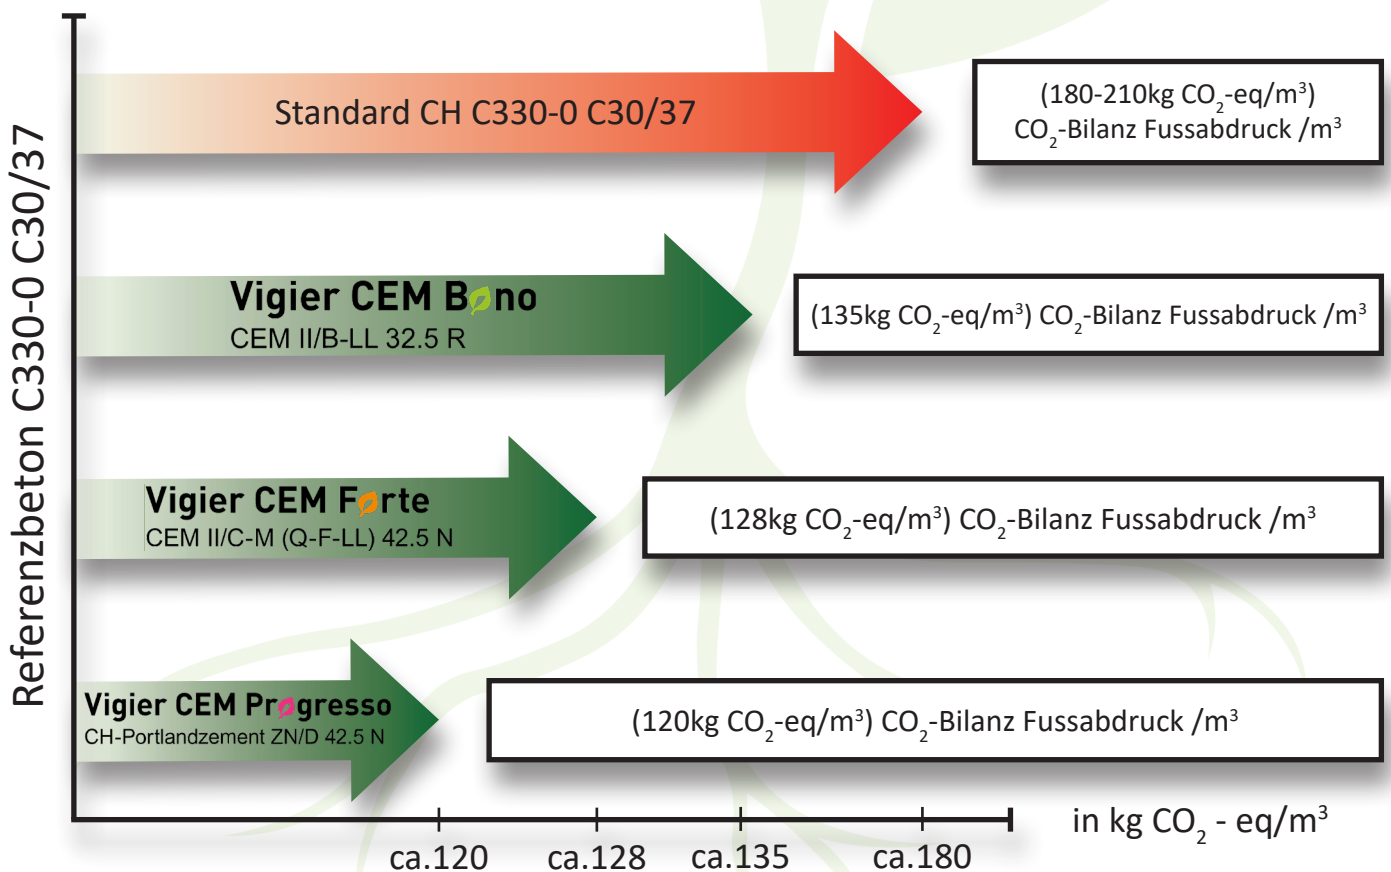 Referenzbeton C330-0 C30/37
Standard CH C330-0 C30/37
(180-210kg CO₂-eq/m³)
CO₂-Bilanz Fussabdruck /m³
Vigier CEM Bono
CEM II/B-LL 32.5 R
(135kg CO₂-eq/m³) CO₂-Bilanz Fussabdruck /m³
Vigier CEM Forte
CEM II/C-M (Q-F-LL) 42.5 N
(128kg CO₂-eq/m³) CO₂-Bilanz Fussabdruck /m³
Vigier CEM Progresso
CH-Portlandzement ZN/D 42.5 N
(120kg CO₂-eq/m³) CO₂-Bilanz Fussabdruck /m³
ca.120 ca.128 ca.135 ca.180
in kg CO₂ - eq/m³